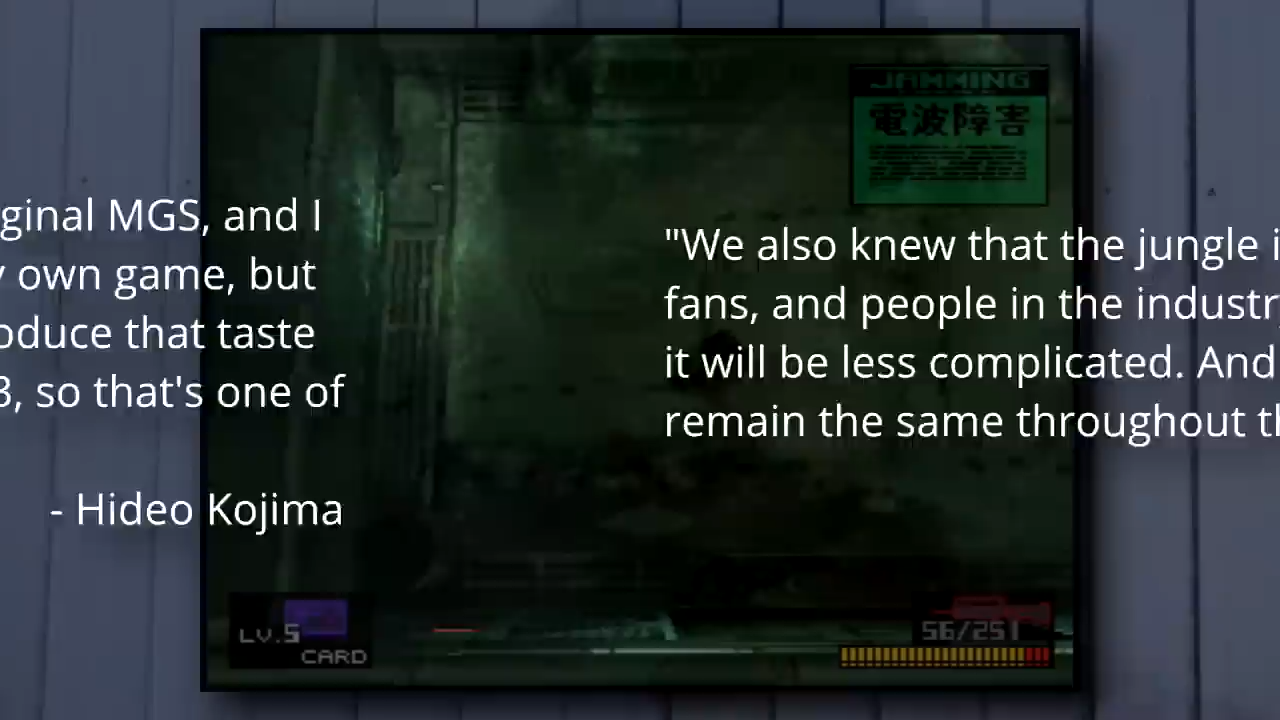 JAMMING
電波障害
ginal MGS, and I
own game, but
oduce that taste
3, so that's one of
- Hideo Kojima
"We also knew that the jungle i
fans, and people in the industr
it will be less complicated. And
remain the same throughout th
LV.5
CARD
56/251